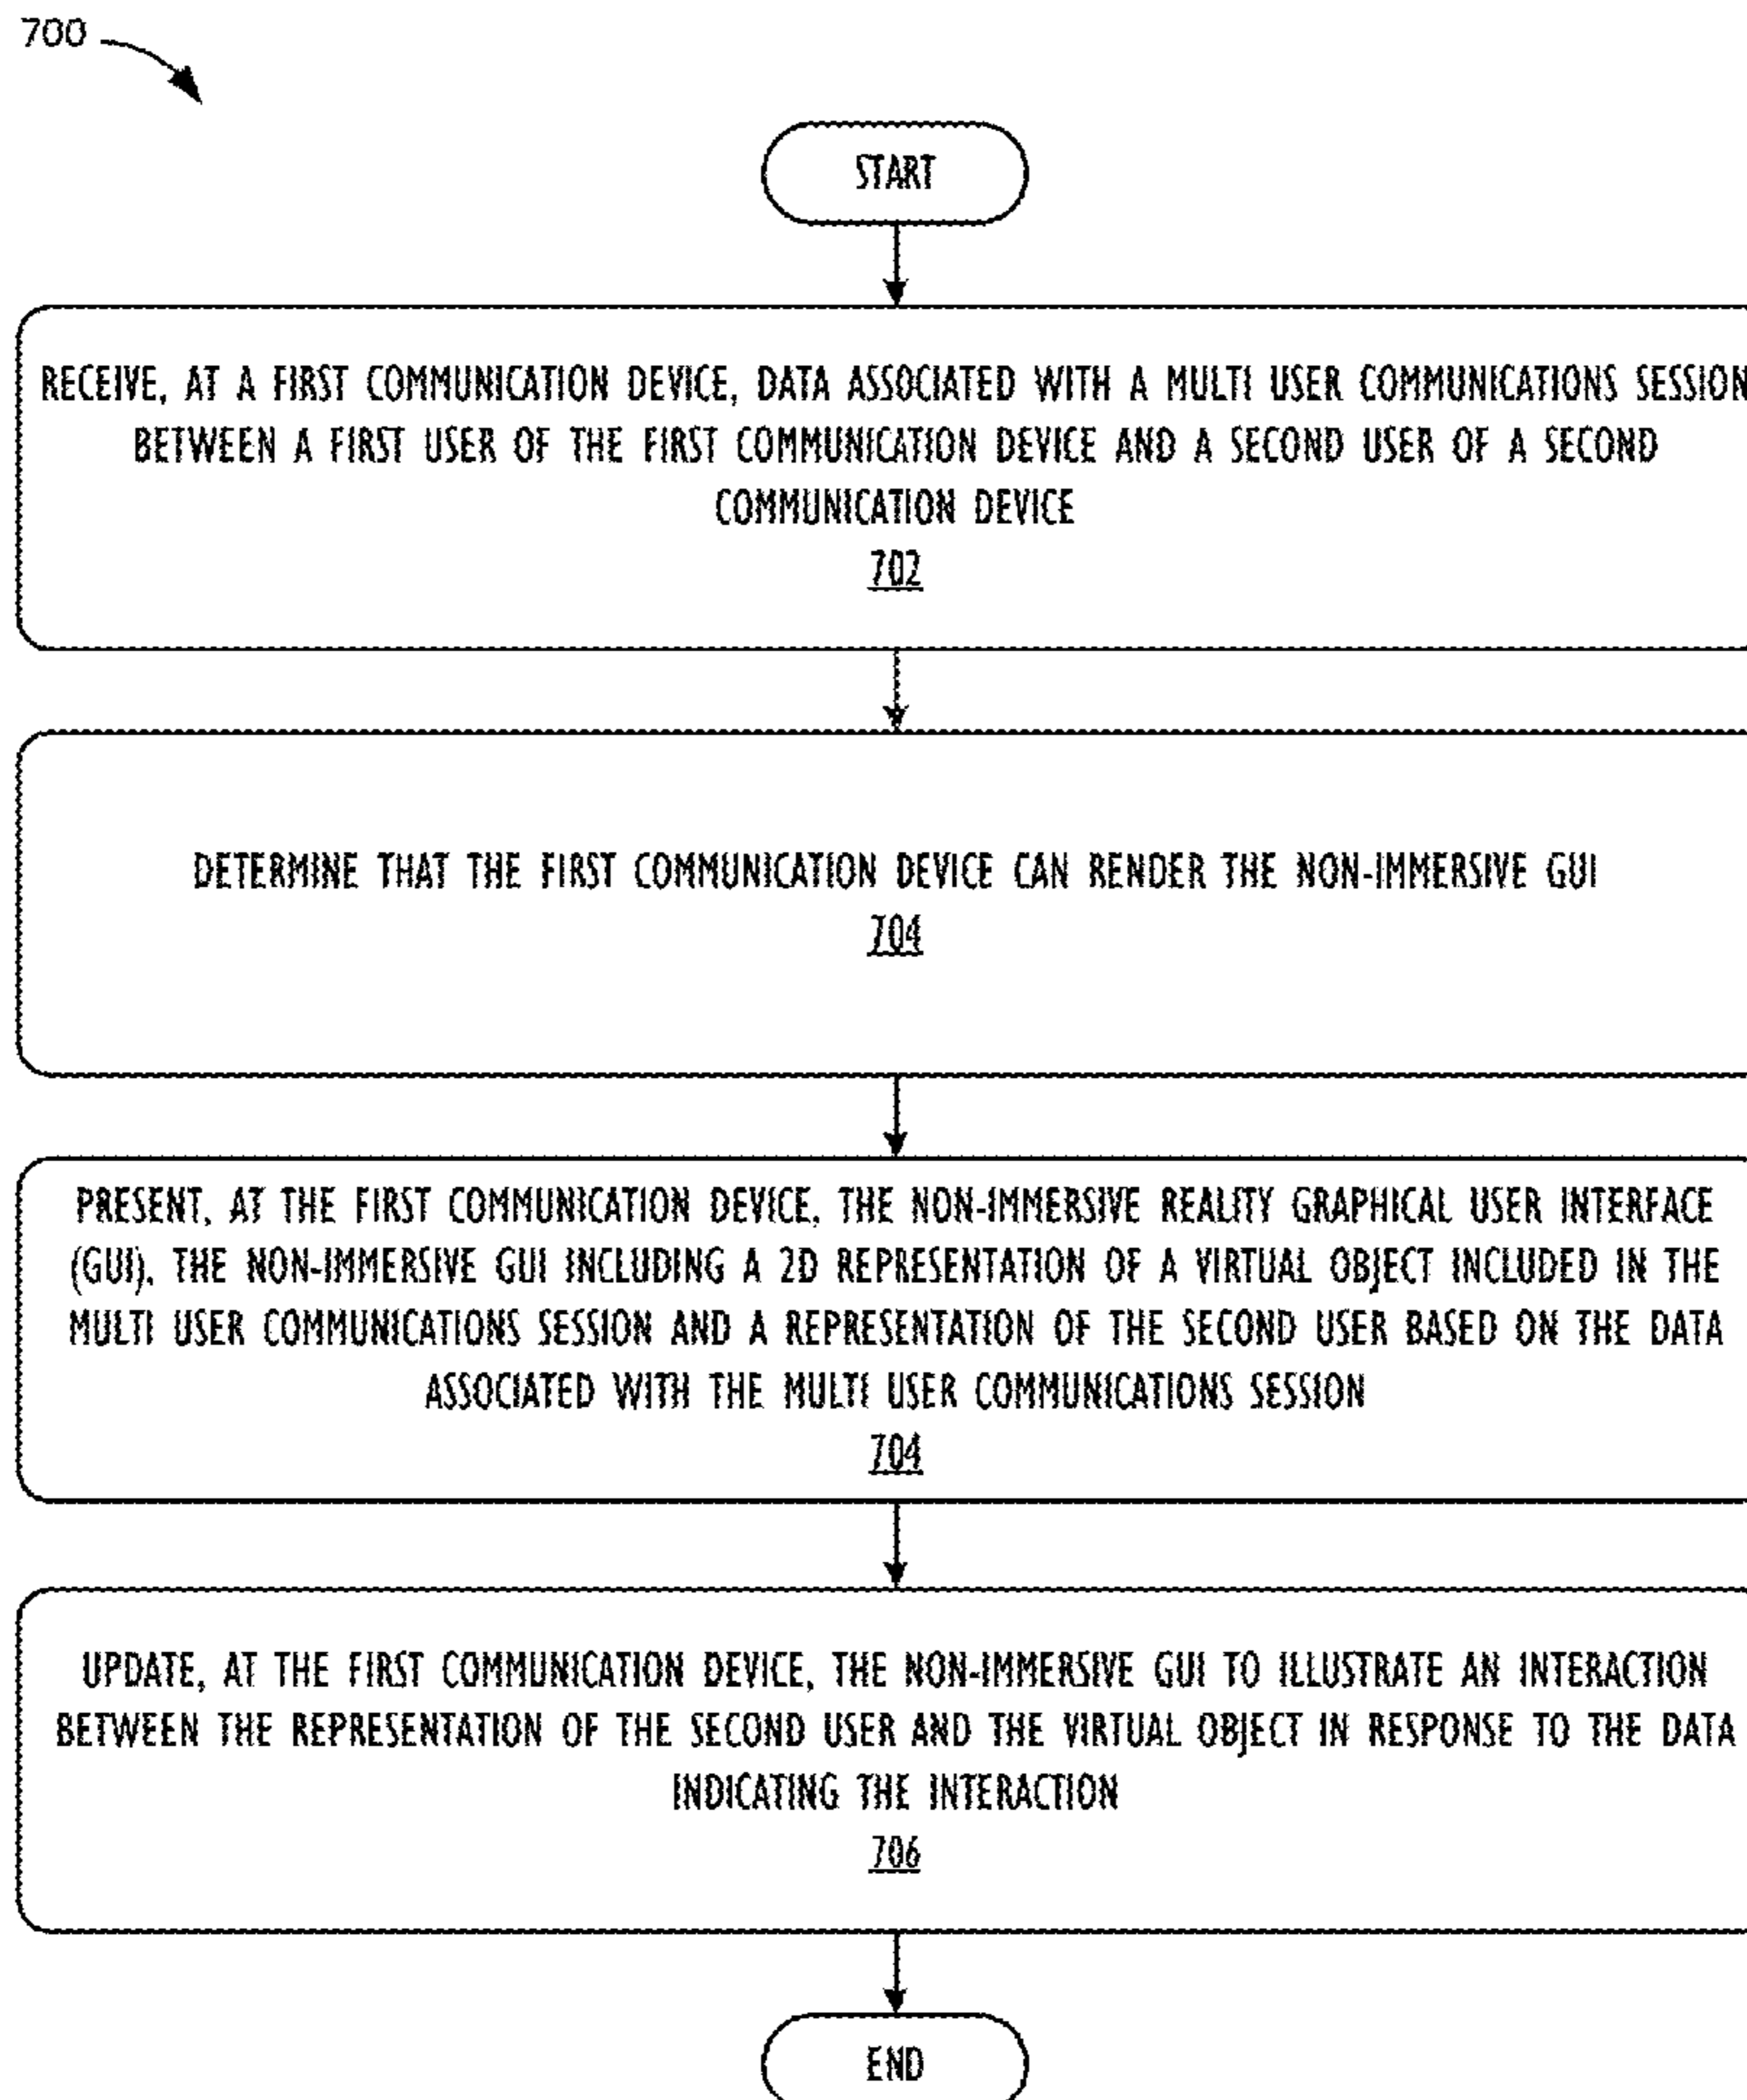 700
START
RECEIVE, AT A FIRST COMMUNICATION DEVICE, DATA ASSOCIATED WITH A MULTI USER COMMUNICATIONS SESSION
BETWEEN A FIRST USER OF THE FIRST COMMUNICATION DEVICE AND A SECOND USER OF A SECOND
COMMUNICATION DEVICE
702
DETERMINE THAT THE FIRST COMMUNICATION DEVICE CAN RENDER THE NON-IMMERSIVE GUI
704
PRESENT, AT THE FIRST COMMUNICATION DEVICE, THE NON-IMMERSIVE REALITY GRAPHICAL USER INTERFACE
(GUI), THE NON-IMMERSIVE GUI INCLUDING A 2D REPRESENTATION OF A VIRTUAL OBJECT INCLUDED IN THE
MULTI USER COMMUNICATIONS SESSION AND A REPRESENTATION OF THE SECOND USER BASED ON THE DATA
ASSOCIATED WITH THE MULTI USER COMMUNICATIONS SESSION
704
UPDATE, AT THE FIRST COMMUNICATION DEVICE, THE NON-IMMERSIVE GUI TO ILLUSTRATE AN INTERACTION
BETWEEN THE REPRESENTATION OF THE SECOND USER AND THE VIRTUAL OBJECT IN RESPONSE TO THE DATA
INDICATING THE INTERACTION
706
END